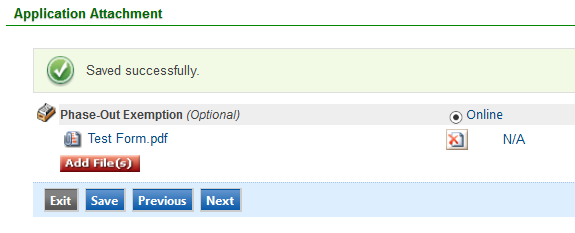 Application Attachment
Saved successfully.
Phase-Out Exemption (Optional) Online
Test Form.pdf N/A
Add File(s)
Exit Save Previous Next